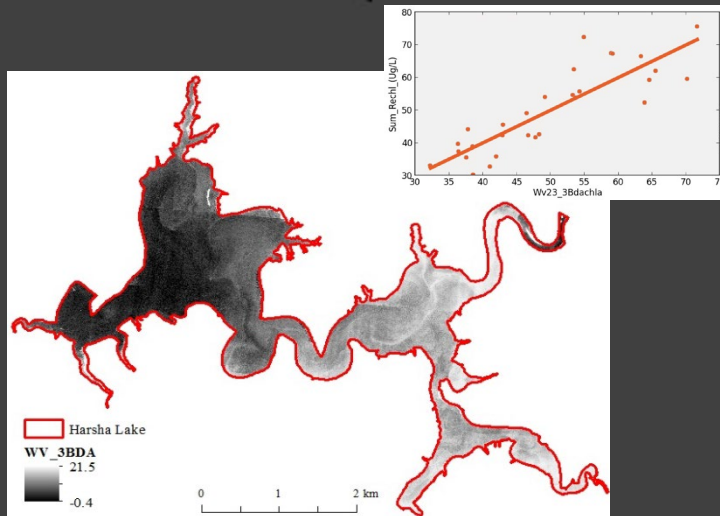 80
70
60
50
40
30
Sum_Rechl_(Ug/L)
30 35 40 45 50 55 60 65 70 75
Wv23_3Bdachla
Harsha Lake
WV_3BDA
21.5
-0.4
0 1 2 km